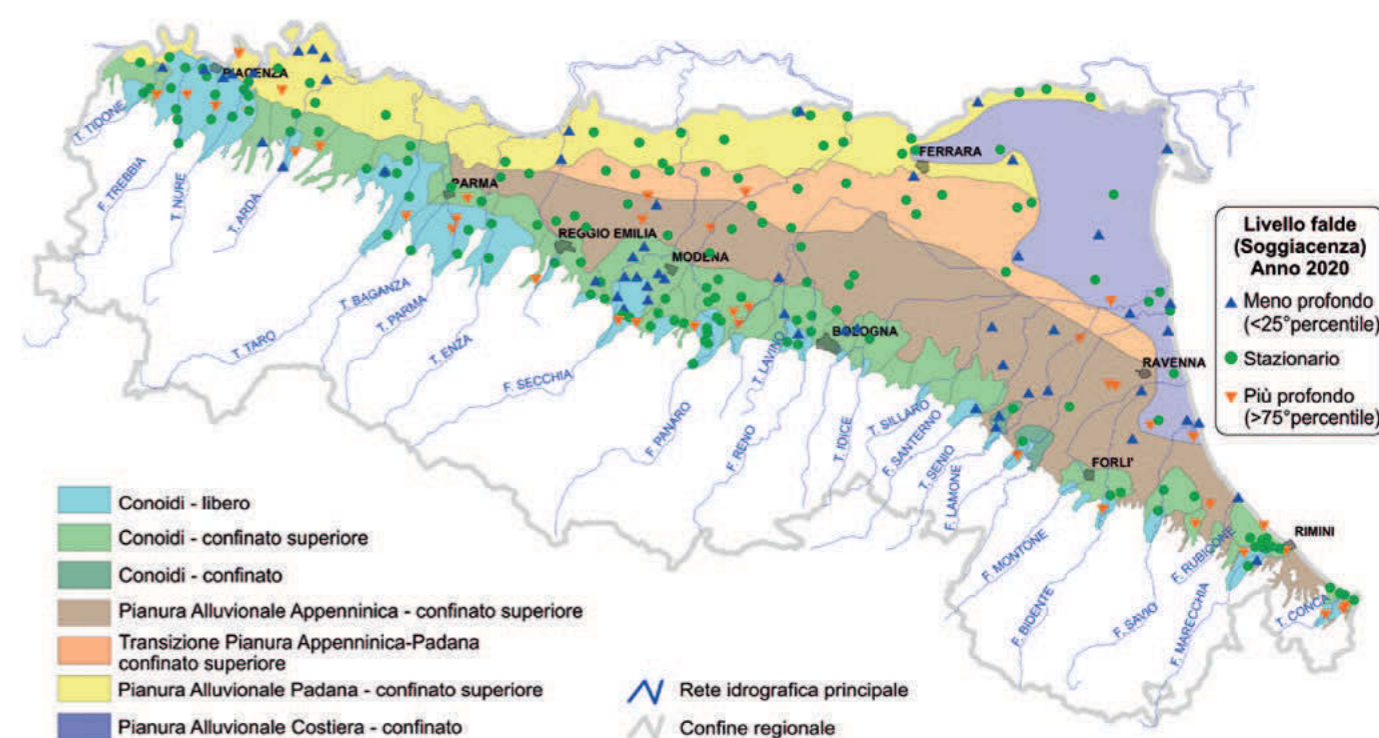 PIACENZA
T. TIDONE
F. TREBBIA
T. NURE
T. ARDA
PARMA
REGGIO EMILIA
MODENA
FERRARA
BOLOGNA
RAVENNA
FORLI'
RIMINI
T. TARO
T. BAGANZA
T. PARMA
T. ENZA
F. SECCHIA
F. PANARO
F. RENO
T. LAVINO
T. IDICE
T. SILLARO
F. SANTERNO
T. SENIO
F. LAMONE
F. MONTONE
F. BIDENTE
F. SAVIO
F. RUBICONE
F. MARECCHIA
T. CONCA
Livello falde
(Soggiacenza)
Anno 2020
Meno profondo
(<25°percentile)
Stazionario
Più profondo
(>75°percentile)
Conoidi - libero
Conoidi - confinato superiore
Conoidi - confinato
Pianura Alluvionale Appenninica - confinato superiore
Transizione Pianura Appenninica-Padana
confinato superiore
Pianura Alluvionale Padana - confinato superiore
Pianura Alluvionale Costiera - confinato
Rete idrografica principale
Confine regionale